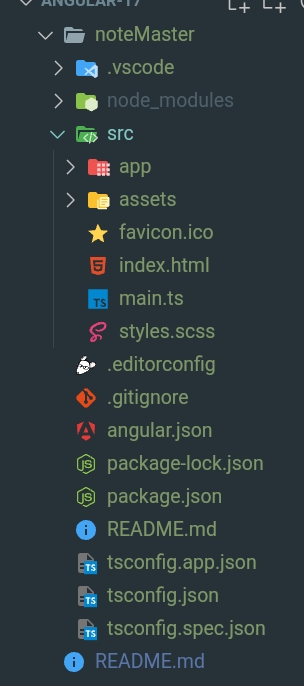 ANGULAR-17
noteMaster
.vscode
node_modules
src
app
assets
favicon.ico
index.html
main.ts
styles.scss
.editorconfig
.gitignore
angular.json
package-lock.json
package.json
README.md
tsconfig.app.json
tsconfig.json
tsconfig.spec.json
README.md